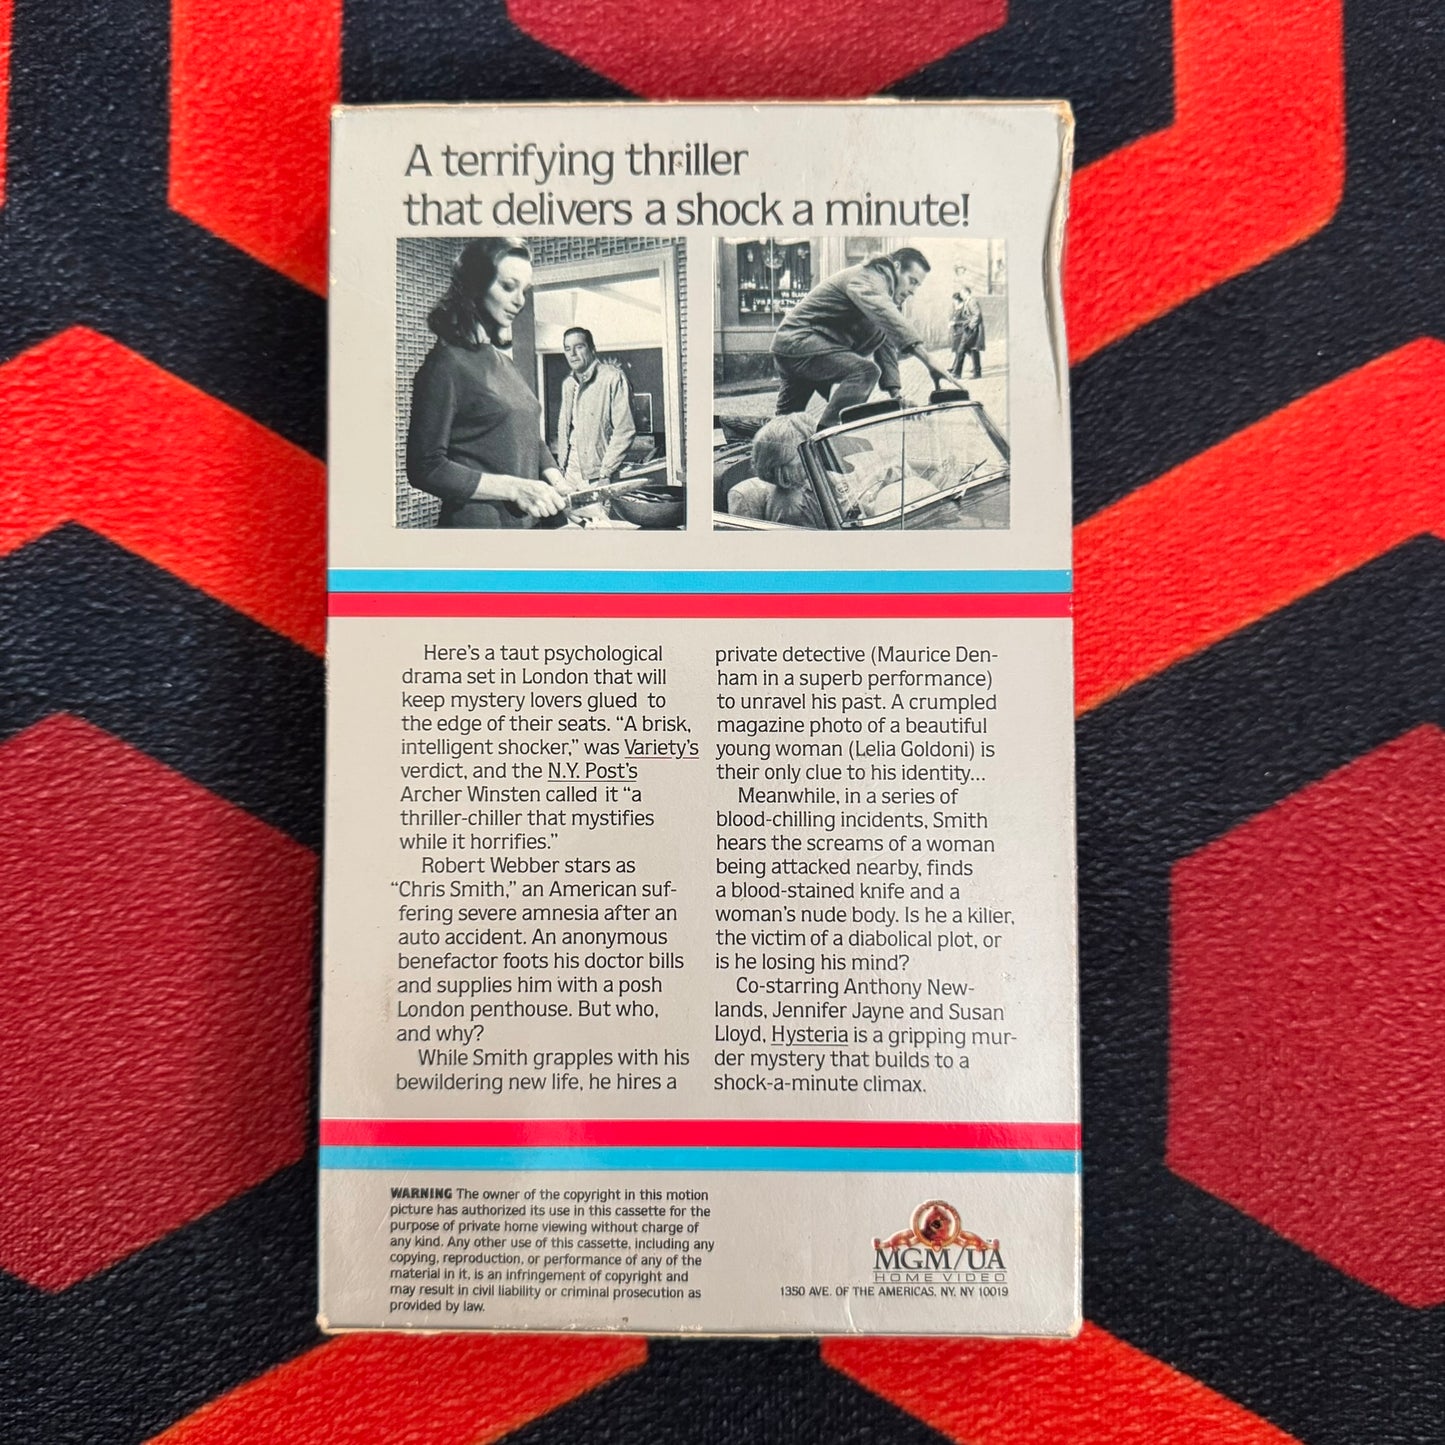 A terrifying thriller
that delivers a shock a minute!
Here's a taut psychological
drama set in London that will
keep mystery lovers glued to
the edge of their seats. “A brisk,
intelligent shocker,” was Variety's
verdict, and the N.Y. Post's
Archer Winsten called it “a
thriller-chiller that mystifies
while it horrifies.”
Robert Webber stars as
“Chris Smith,” an American suf-
fering severe amnesia after an
auto accident. An anonymous
benefactor foots his doctor bills
and supplies him with a posh
London penthouse. But who,
and why?
While Smith grapples with his
bewildering new life, he hires a
private detective (Maurice Den-
ham in a superb performance)
to unravel his past. A crumpled
magazine photo of a beautiful
young woman (Lelia Goldoni) is
their only clue to his identity...
Meanwhile, in a series of
blood-chilling incidents, Smith
hears the screams of a woman
being attacked nearby, finds
a blood-stained knife and a
woman's nude body. Is he a killer,
the victim of a diabolical plot, or
is he losing his mind?
Co-starring Anthony New-
lands, Jennifer Jayne and Susan
Lloyd, Hysteria is a gripping mur-
der mystery that builds to a
shock-a-minute climax.
WARNING The owner of the copyright in this motion
picture has authorized its use in this cassette for the
purpose of private home viewing without charge of
any kind. Any other use of this cassette, including any
copying, reproduction, or performance of any of the
material in it, is an infringement of copyright and
may result in civil liability or criminal prosecution as
provided by law.
MGM/UA
HOME VIDEO
1350 AVE. OF THE AMERICAS, NY, NY 10019